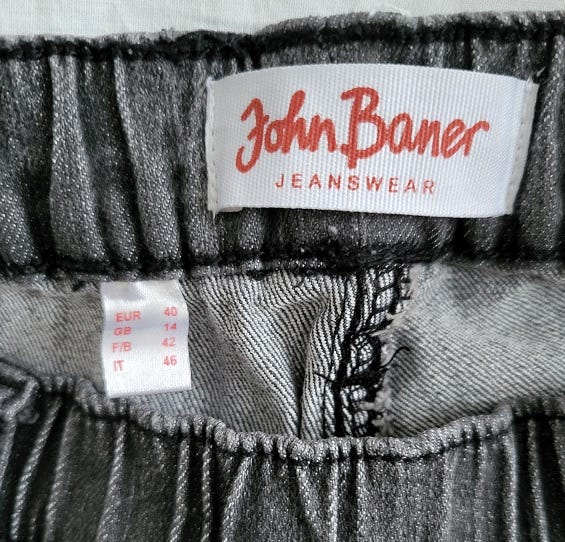 John Baner
JEANSWEAR
EUR 40
GB 14
F/B 42
IT 46